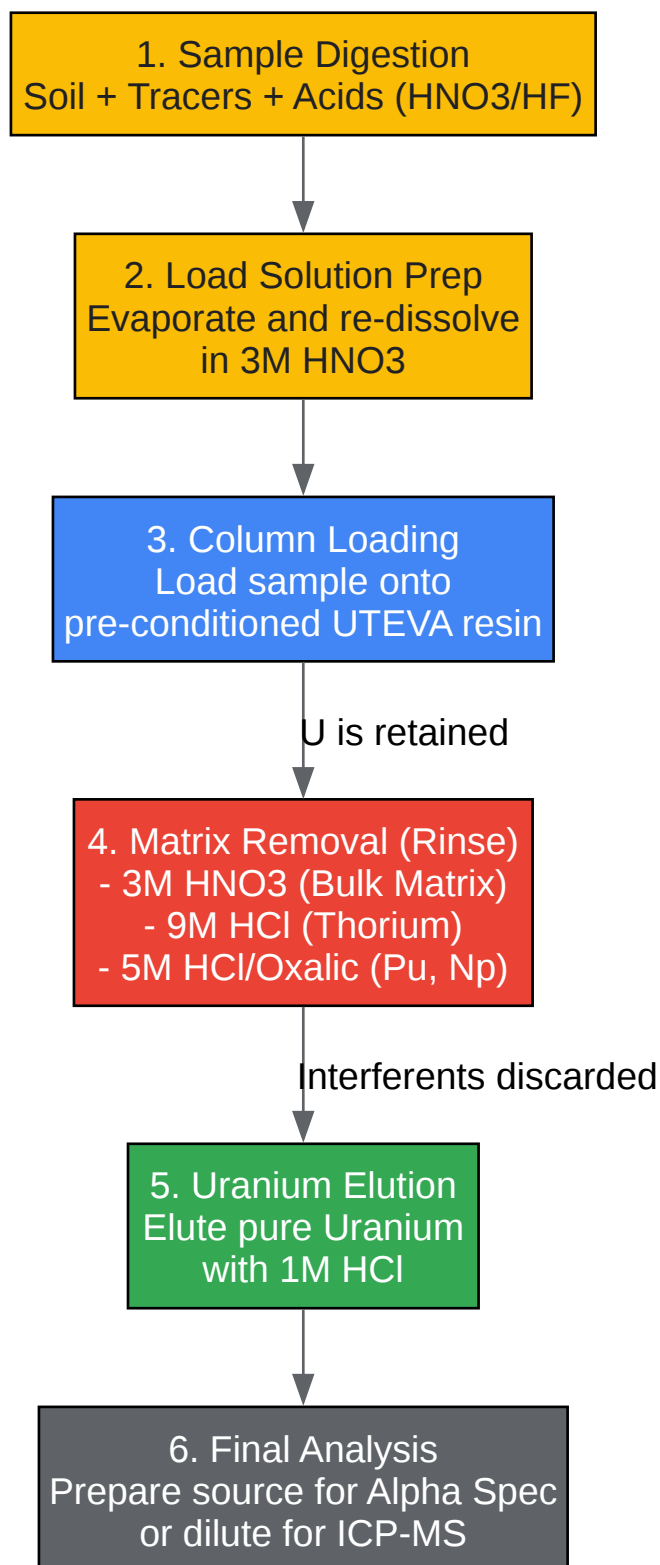 1. Sample Digestion
Soil + Tracers + Acids (HNO3/HF)
2. Load Solution Prep
Evaporate and re-dissolve
in 3M HNO3
3. Column Loading
Load sample onto
pre-conditioned UTEVA resin
U is retained
4. Matrix Removal (Rinse)
- 3M HNO3 (Bulk Matrix)
- 9M HCl (Thorium)
- 5M HCl/Oxalic (Pu, Np)
Interferents discarded
5. Uranium Elution
Elute pure Uranium
with 1M HCl
6. Final Analysis
Prepare source for Alpha Spec
or dilute for ICP-MS